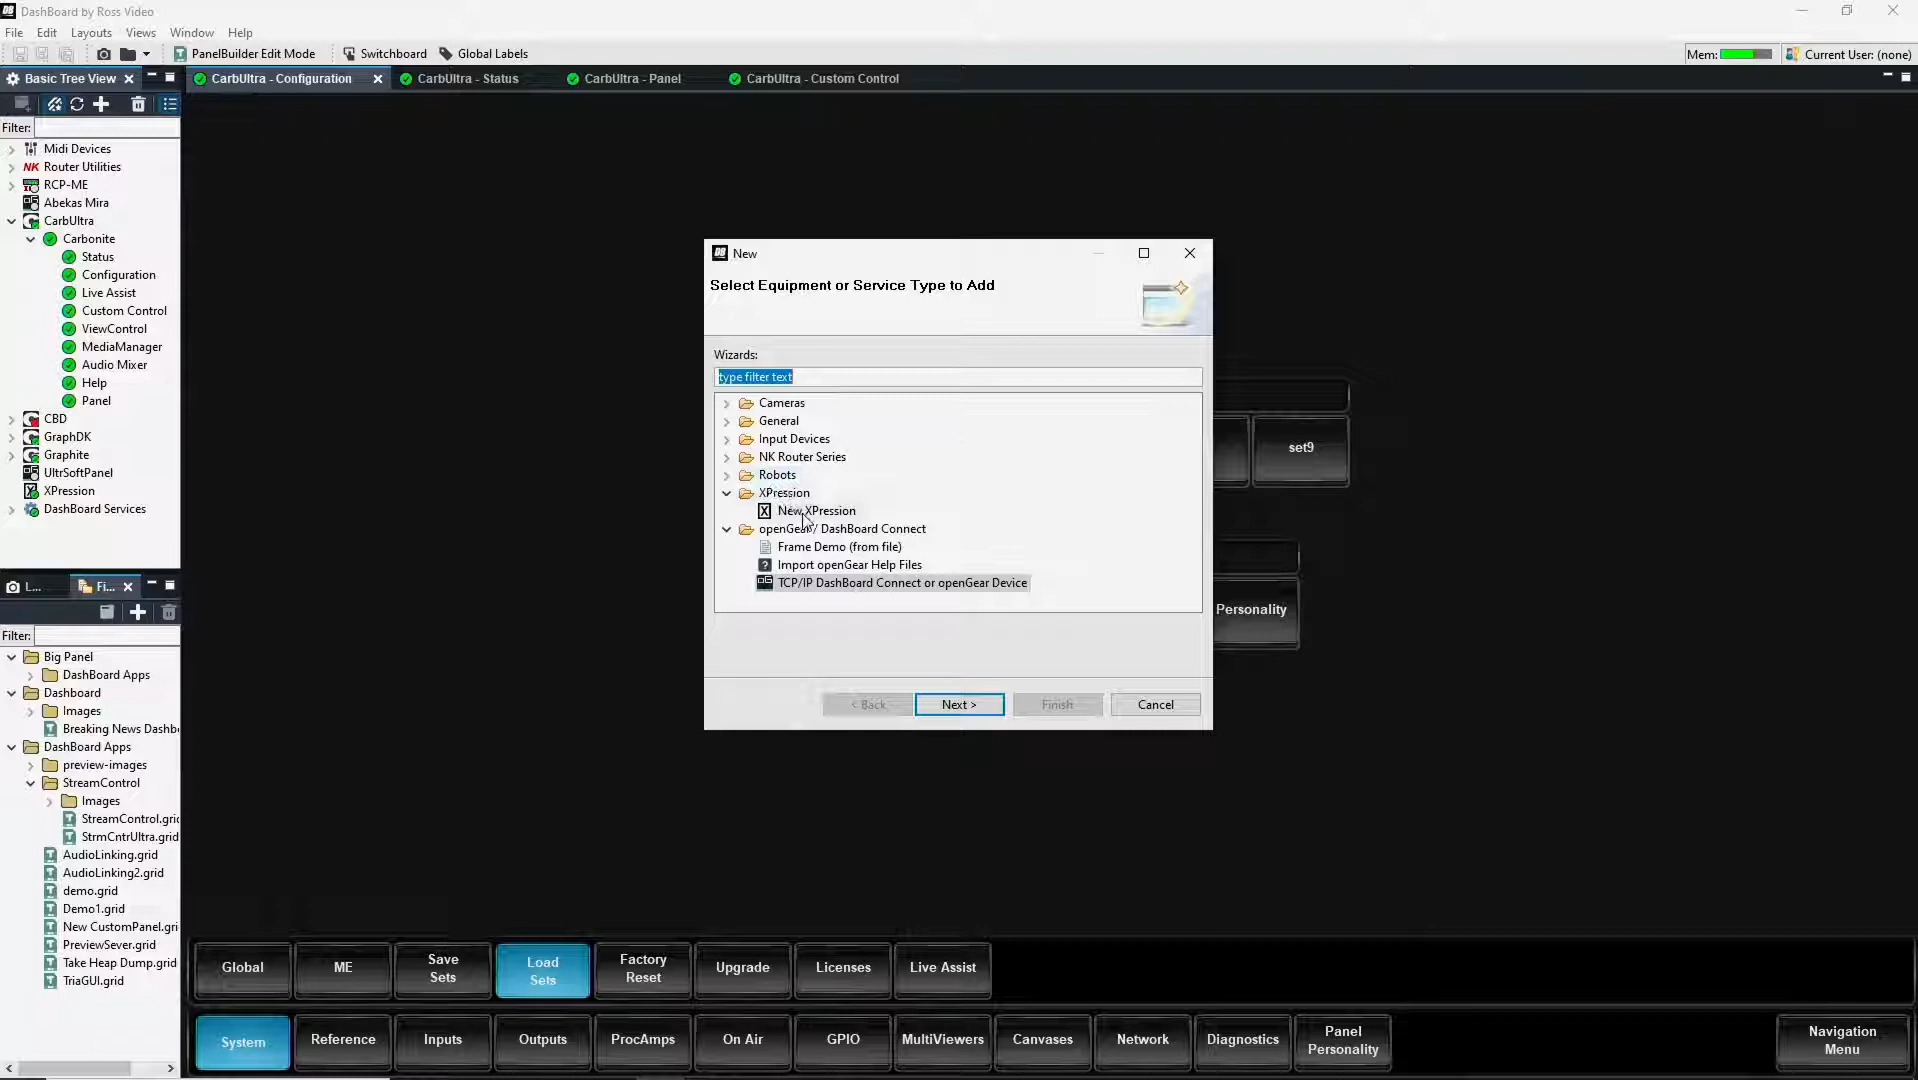 DashBoard by Ross Video
File Edit Layouts Views Window Help
PanelBuilder Edit Mode Switchboard Global Labels Mem: Current User: (none)
Basic Tree View
CarbUltra - Configuration CarbUltra - Status CarbUltra - Panel CarbUltra - Custom Control
Filter:
Midi Devices
NK Router Utilities
RCP-ME
Abekas Mira
CarbUltra
Carbonite
Status
Configuration
Live Assist
Custom Control
ViewControl
MediaManager
Audio Mixer
Help
Panel
CBD
GraphDK
Graphite
UltrSoftPanel
XPression
DashBoard Services
L... Fi...
Filter:
Big Panel
DashBoard Apps
Dashboard
Images
Breaking News Dashb
DashBoard Apps
preview-images
StreamControl
Images
StreamControl.grid
StrmCntrUltra.grid
AudioLinking.grid
AudioLinking2.grid
demo.grid
Demo1.grid
New CustomPanel.gri
PreviewSever.grid
Take Heap Dump.grid
TriaGUI.grid
New
Select Equipment or Service Type to Add
Wizards:
type filter text
Cameras
General
Input Devices
NK Router Series
Robots
XPression
New XPression
openGear / DashBoard Connect
Frame Demo (from file)
Import openGear Help Files
TCP/IP DashBoard Connect or openGear Device
< Back Next > Finish Cancel
set9
Personality
Global ME Save Sets Load Sets Factory Reset Upgrade Licenses Live Assist
System Reference Inputs Outputs ProcAmps On Air GPIO MultiViewers Canvases Network Diagnostics Panel Personality Navigation Menu